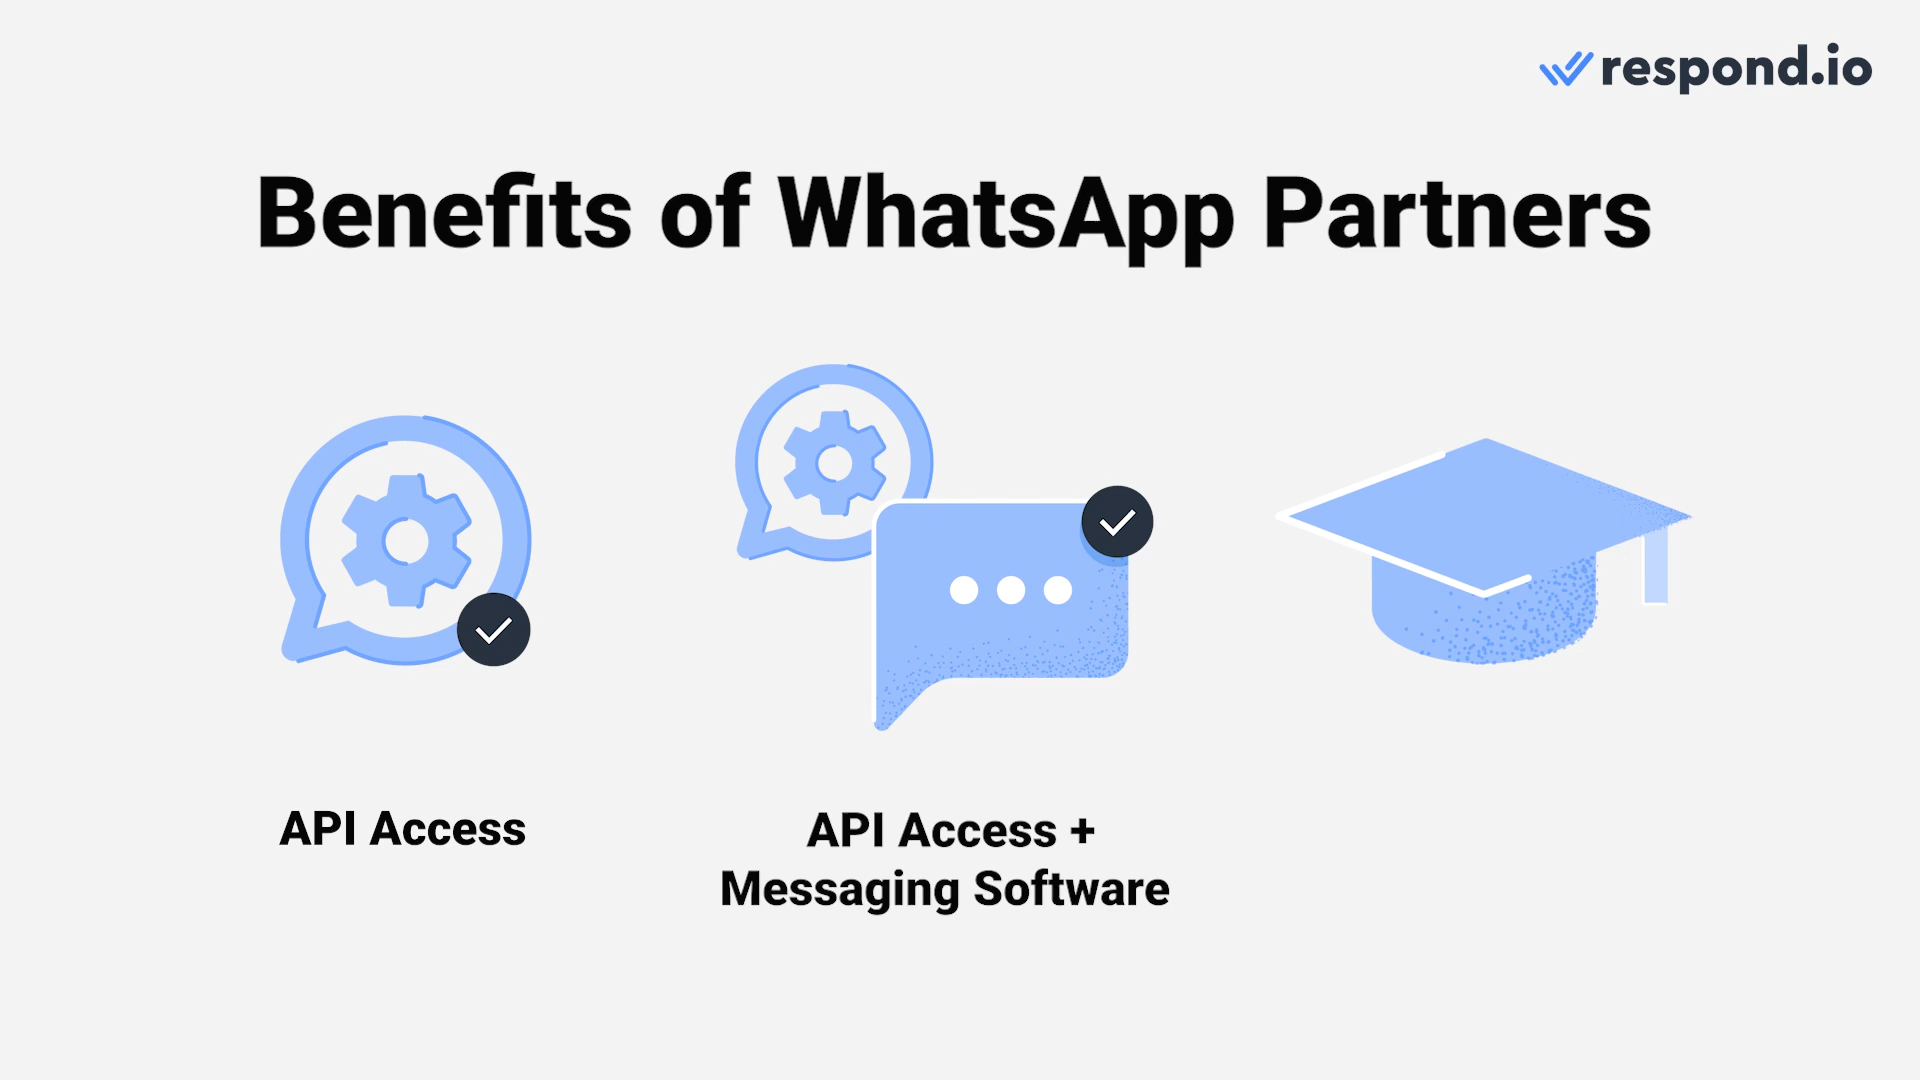 respond.io
Benefits of WhatsApp Partners
API Access
API Access +
Messaging Software